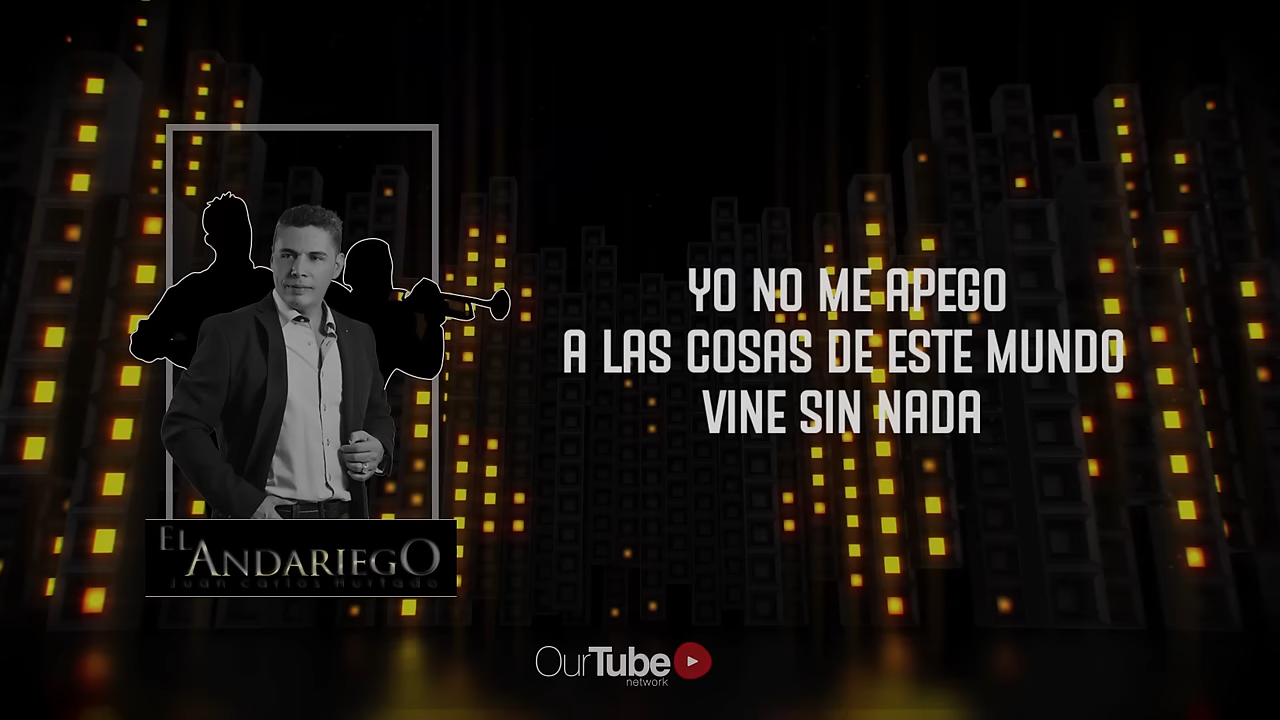 YO NO ME APEGO
A LAS COSAS DE ESTE MUNDO
VINE SIN NADA
EL ANDARIEGO
Juan Carlos Hurtado
OurTube
network